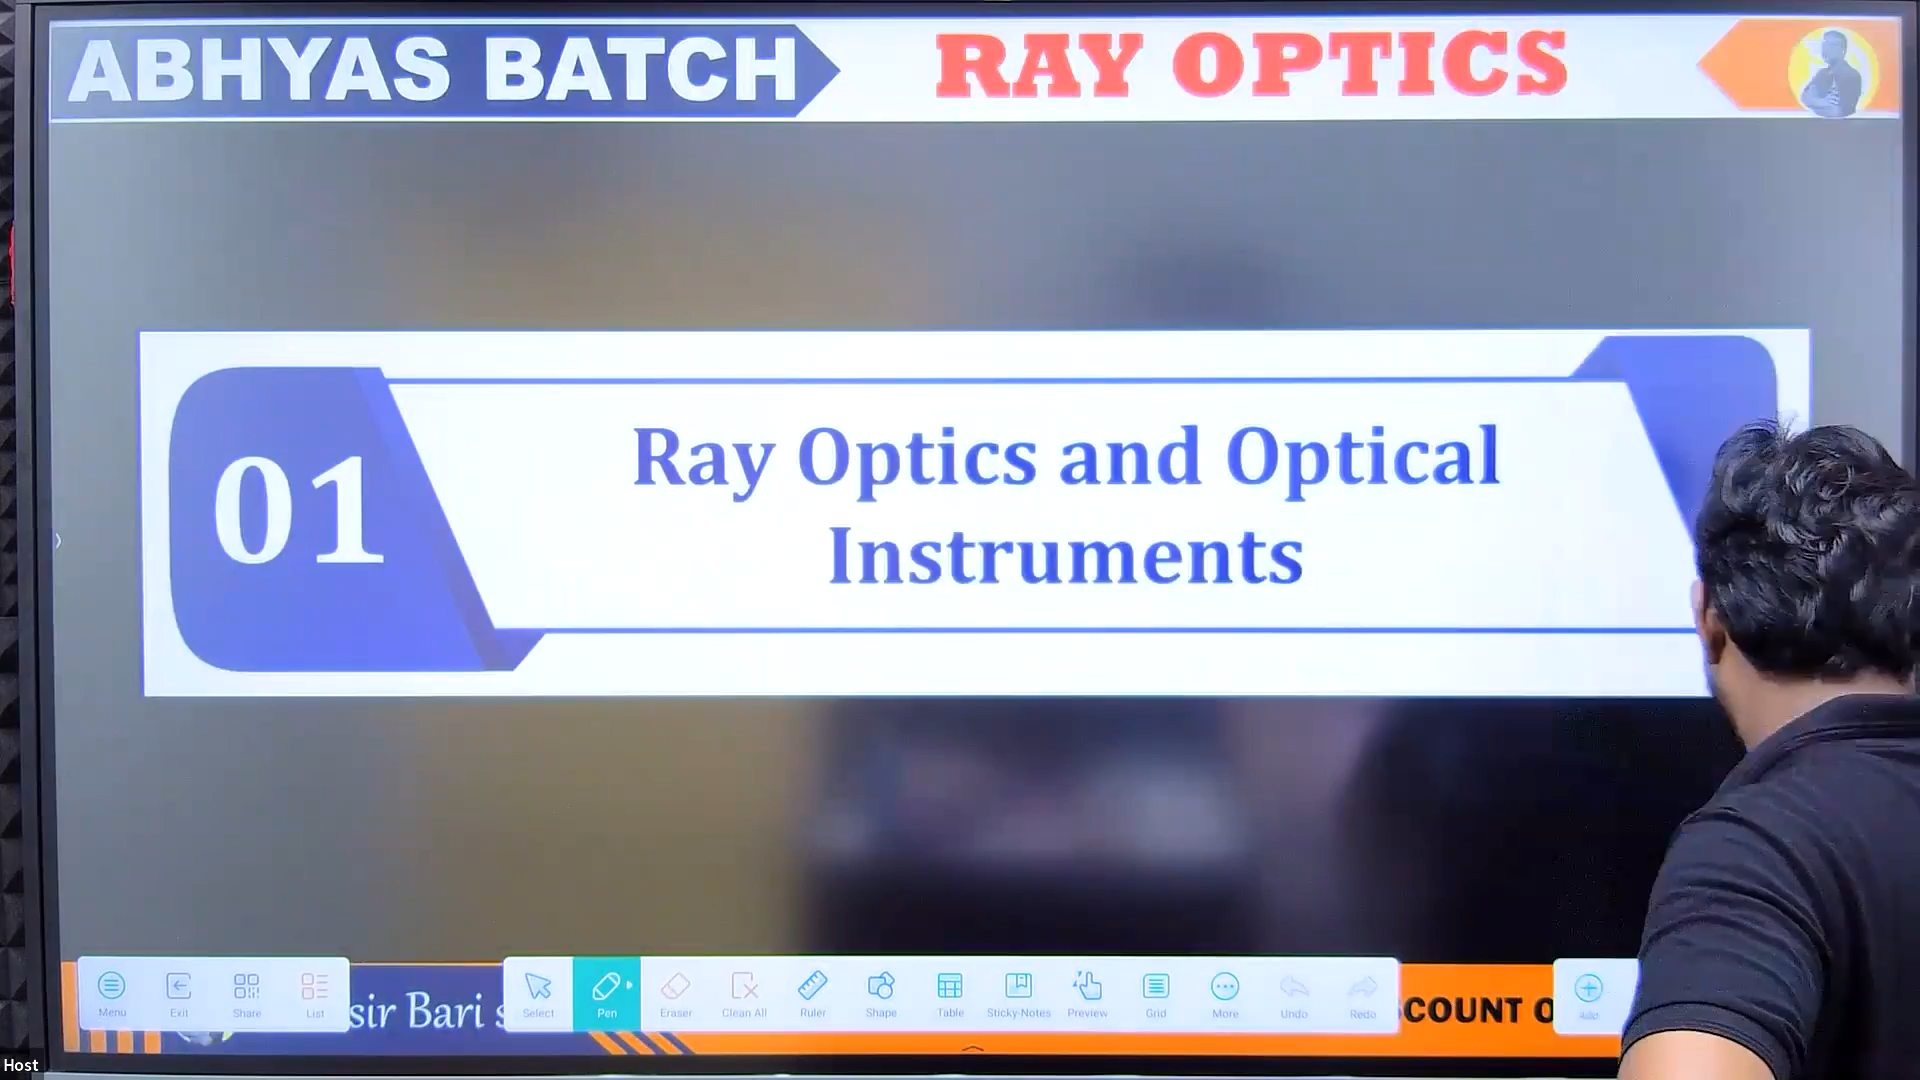 ABHYAS BATCH
RAY OPTICS
01
Ray Optics and Optical
Instruments
Menu
Exit
Share
List
sir Bari
Select
Pen
Eraser
Clean All
Ruler
Shape
Table
Sticky-Notes
Preview
Grid
More
Undo
Redo
COUNT O
Add
Host